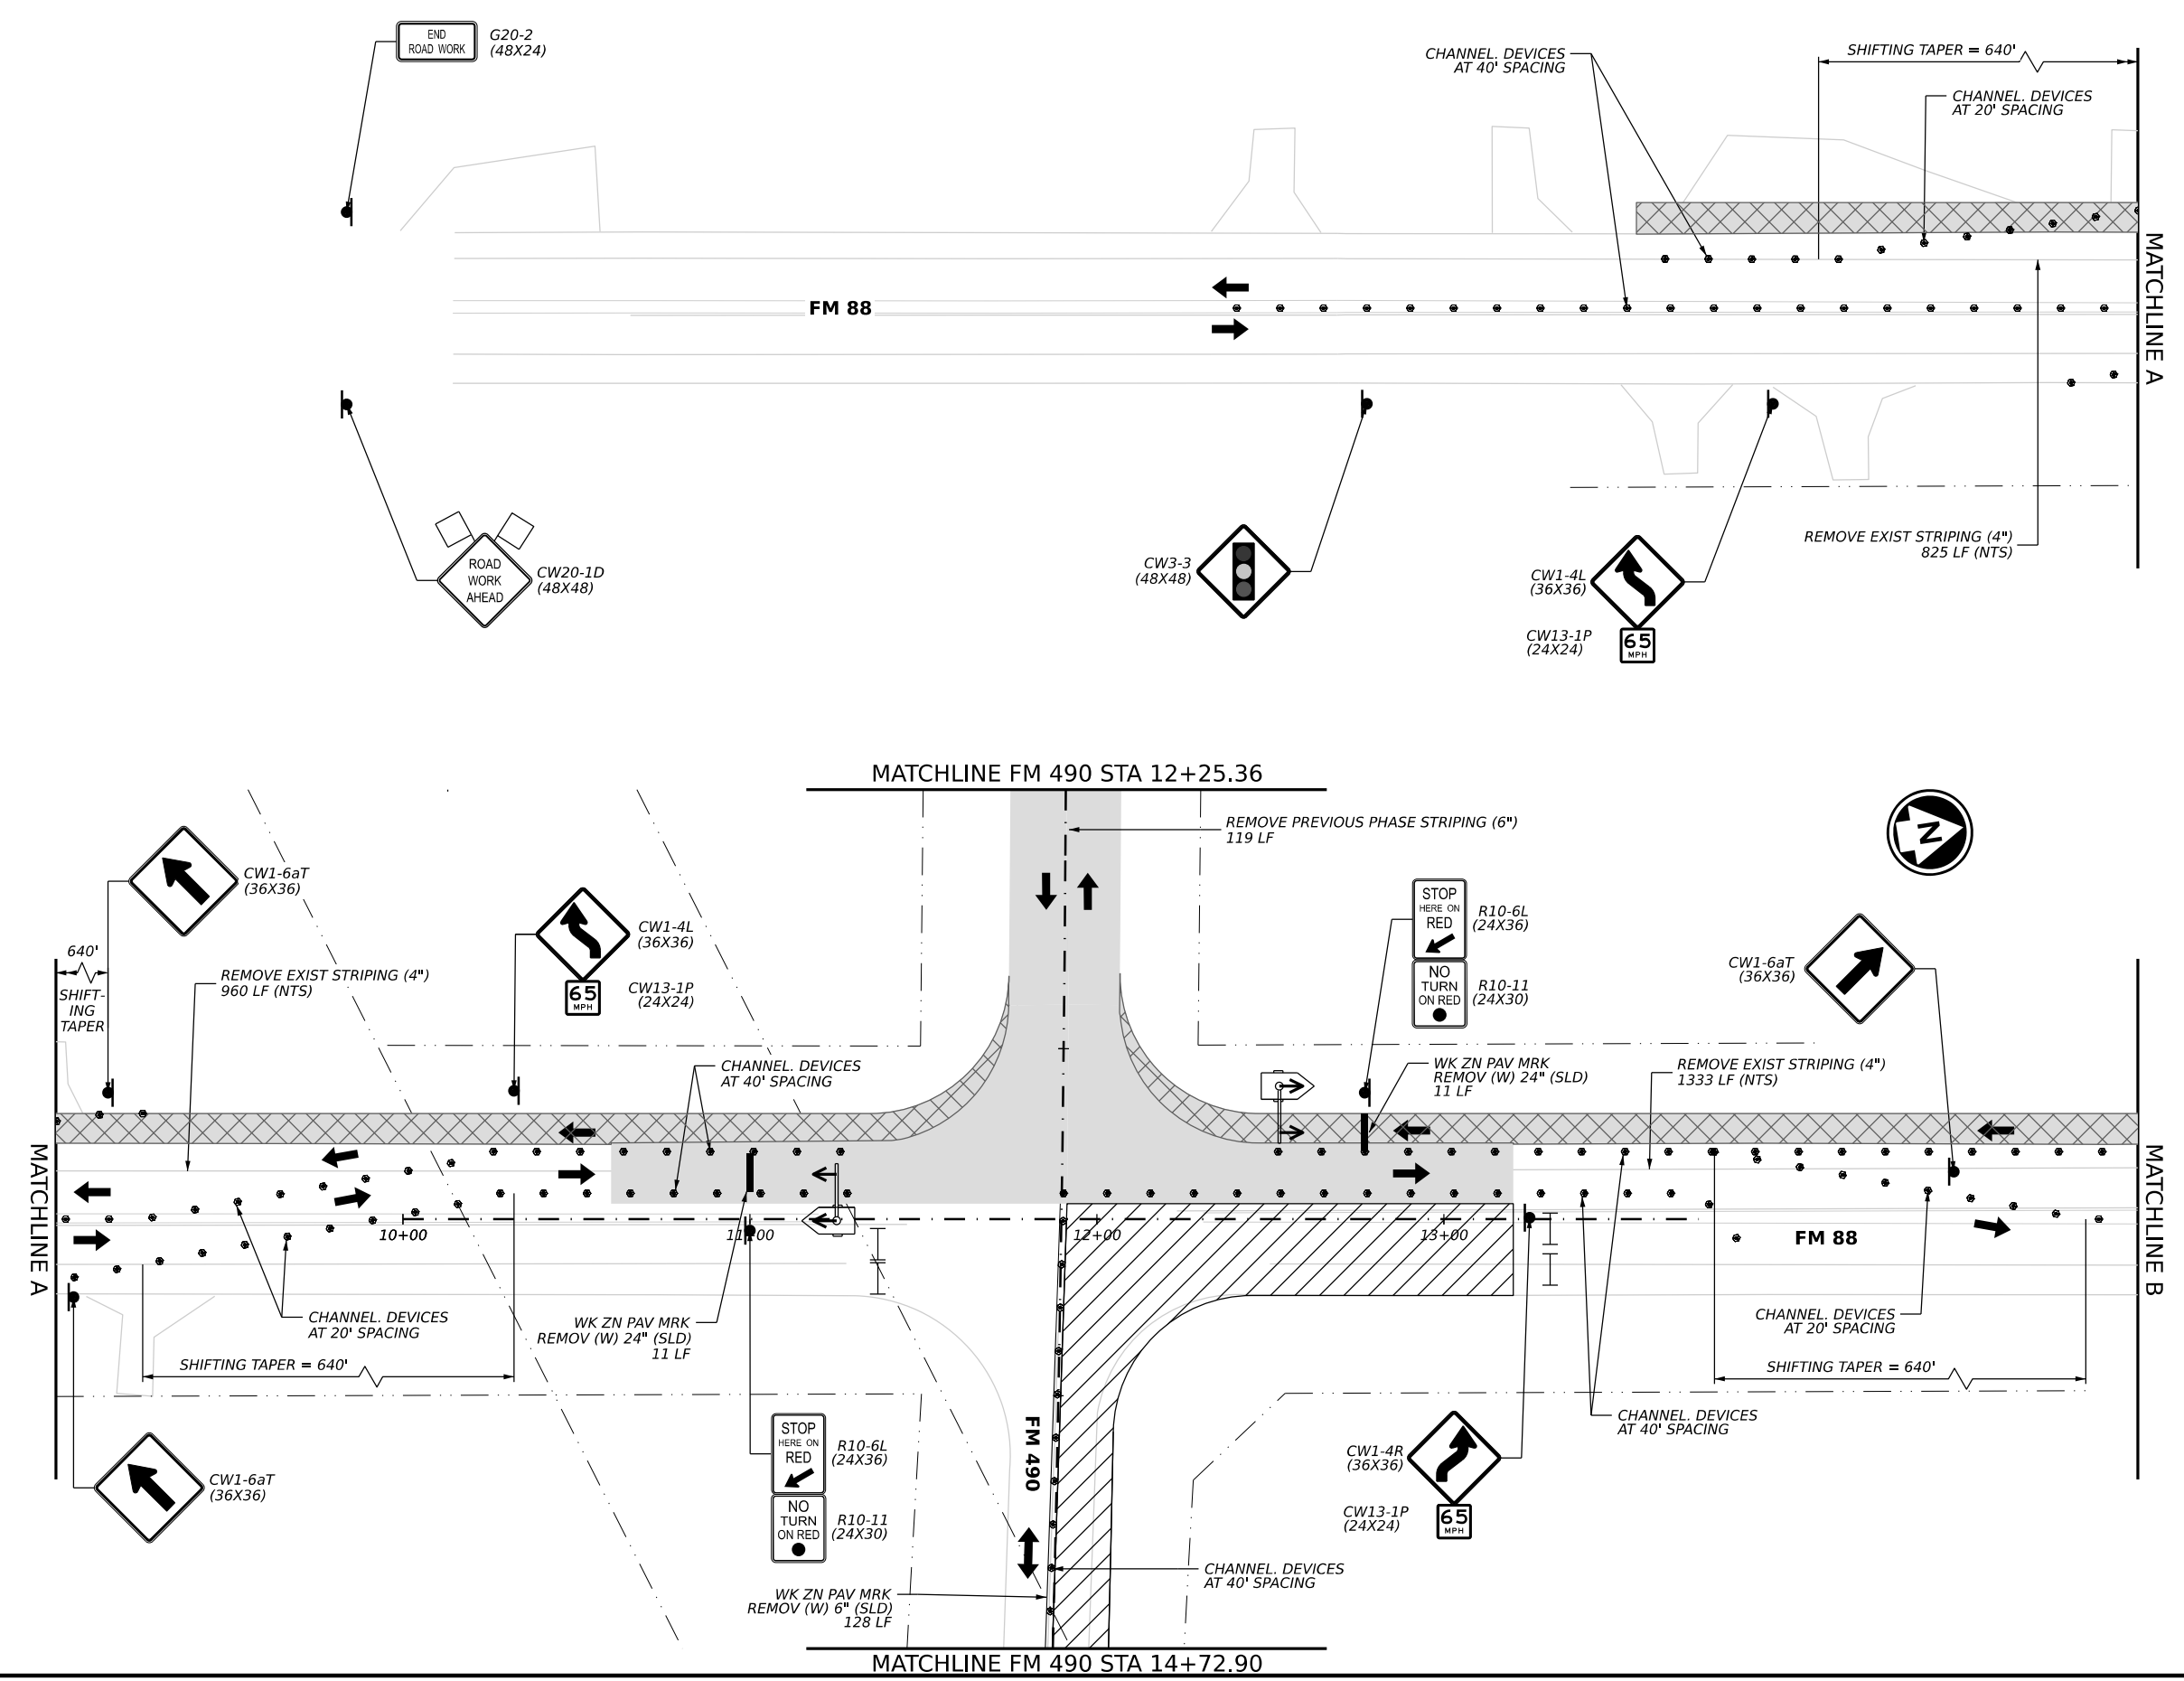 END
ROAD WORK
G20-2
(48X24)
CHANNEL. DEVICES
AT 40' SPACING
SHIFTING TAPER = 640'
CHANNEL. DEVICES
AT 20' SPACING
MATCHLINE A
FM 88
ROAD
WORK
AHEAD
CW20-1D
(48X48)
CW3-3
(48X48)
CW1-4L
(36X36)
CW13-1P
(24X24)
65
MPH
REMOVE EXIST STRIPING (4")
825 LF (NTS)
MATCHLINE FM 490 STA 12+25.36
REMOVE PREVIOUS PHASE STRIPING (6")
119 LF
N
CW1-6aT
(36X36)
640'
SHIFT-
ING
TAPER
REMOVE EXIST STRIPING (4")
960 LF (NTS)
CW1-4L
(36X36)
65
MPH
CW13-1P
(24X24)
CHANNEL. DEVICES
AT 40' SPACING
STOP
HERE ON
RED
R10-6L
(24X36)
NO
TURN
ON RED
R10-11
(24X30)
WK ZN PAV MRK
REMOV (W) 24" (SLD)
11 LF
REMOVE EXIST STRIPING (4")
1333 LF (NTS)
CW1-6aT
(36X36)
MATCHLINE A
10+00
11+00
12+00
13+00
FM 88
MATCHLINE B
CHANNEL. DEVICES
AT 20' SPACING
SHIFTING TAPER = 640'
WK ZN PAV MRK
REMOV (W) 24" (SLD)
11 LF
CHANNEL. DEVICES
AT 20' SPACING
SHIFTING TAPER = 640'
CHANNEL. DEVICES
AT 40' SPACING
CW1-6aT
(36X36)
STOP
HERE ON
RED
R10-6L
(24X36)
NO
TURN
ON RED
R10-11
(24X30)
FM 490
CW1-4R
(36X36)
CW13-1P
(24X24)
65
MPH
CHANNEL. DEVICES
AT 40' SPACING
WK ZN PAV MRK
REMOV (W) 6" (SLD)
128 LF
MATCHLINE FM 490 STA 14+72.90